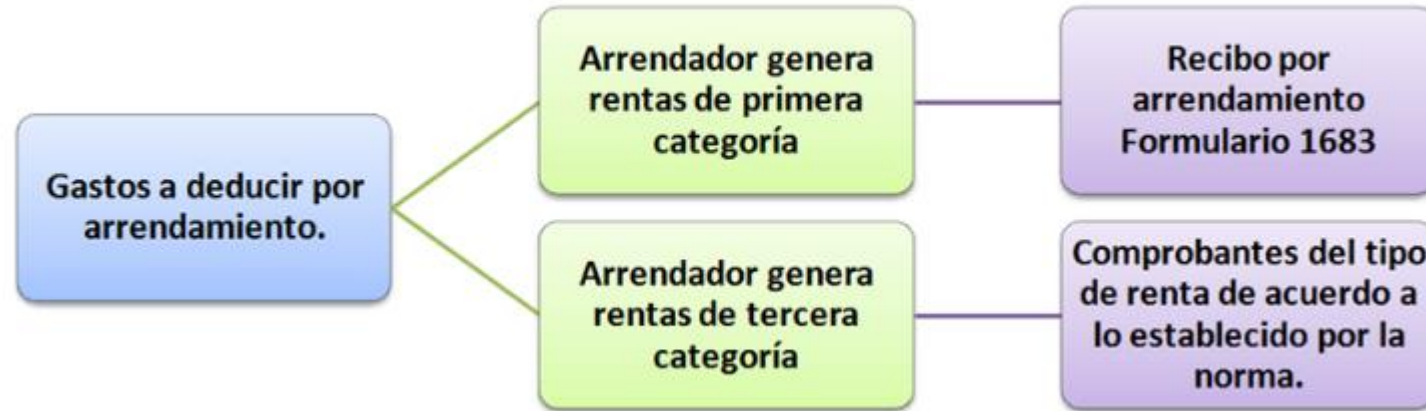 Gastos a deducir por
arrendamiento.
Arrendador genera
rentas de primera
categoría
Recibo por
arrendamiento
Formulario 1683
Arrendador genera
rentas de tercera
categoría
Comprobantes del tipo
de renta de acuerdo a
lo establecido por la
norma.